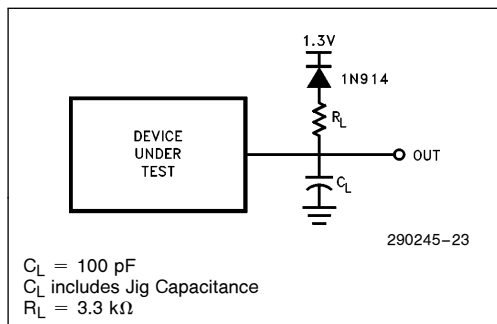 1.3V
1N914
R_L
DEVICE
UNDER
TEST
OUT
C_L
290245–23
C_L = 100 pF
C_L includes Jig Capacitance
R_L = 3.3 kΩ